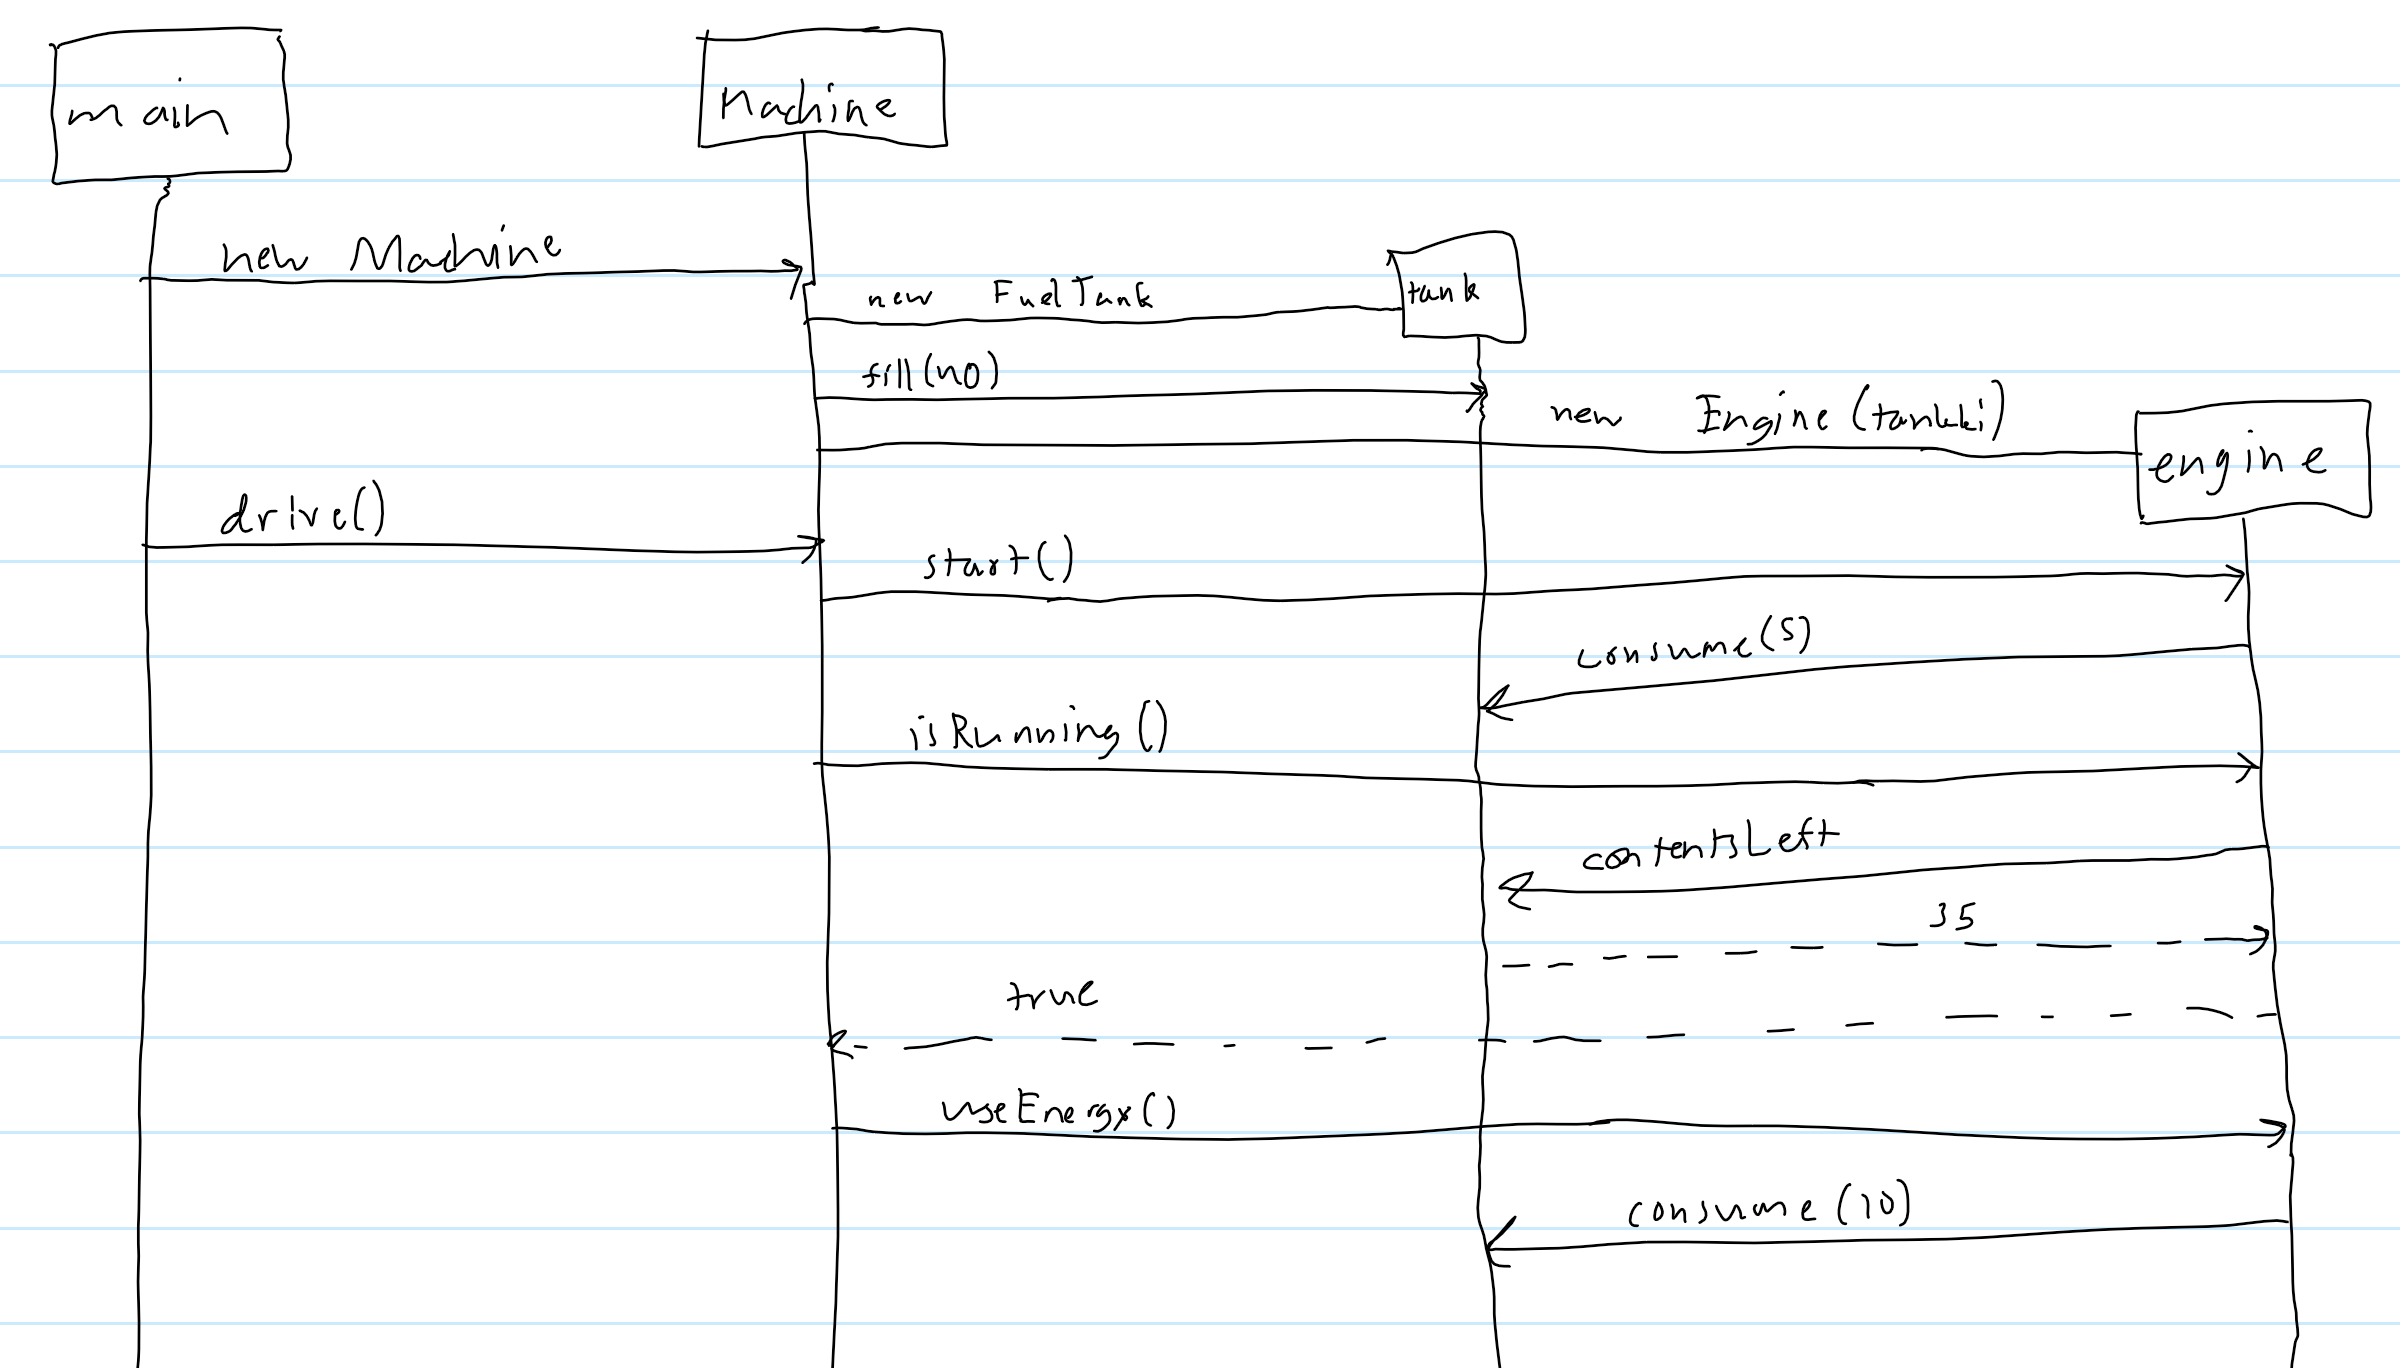 main
Machine
new Machine
new FuelTank
tank
fill(40)
new Engine(tankki)
engine
drive()
start()
consume(5)
isRunning()
contentsLeft
35
true
useEnergy()
consume(10)